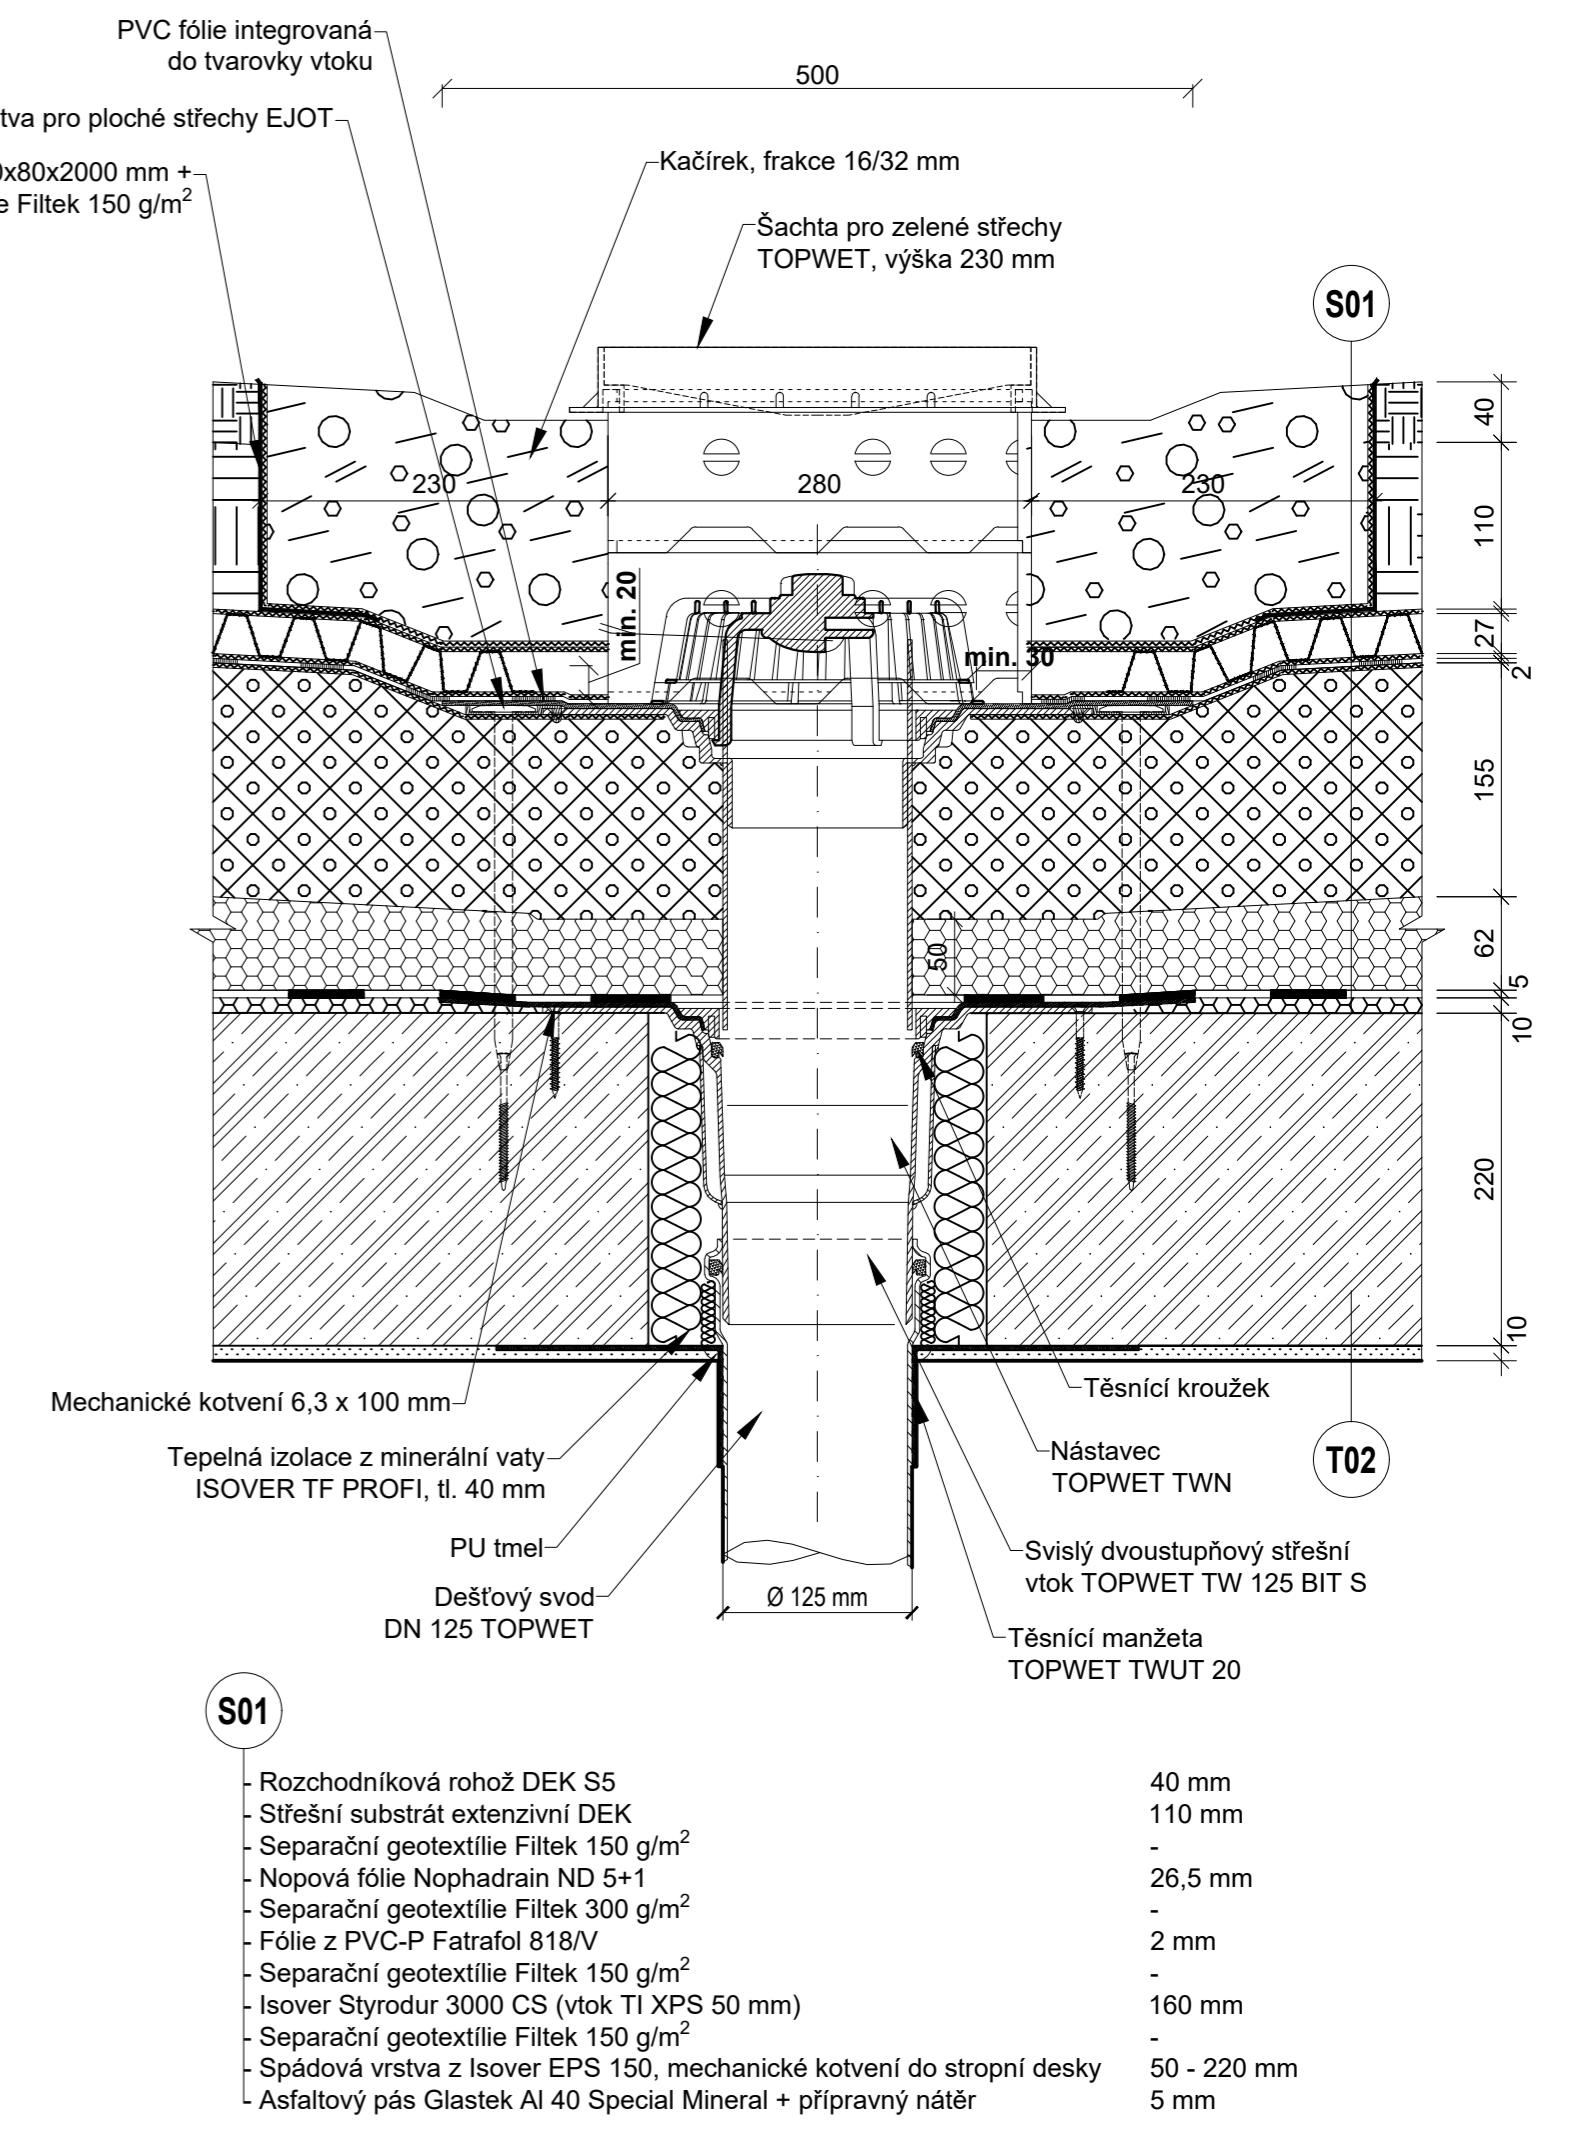 PVC fólie integrovaná
do tvarovky vtoku
500
tva pro ploché střechy EJOT
Kačírek, frakce 16/32 mm
0x80x2000 mm +
e Filtek 150 g/m²
Šachta pro zelené střechy
TOPWET, výška 230 mm
S01
40
230
280
230
110
min. 20
27
min. 30
2
155
50
62
5
10
220
10
Těsnící kroužek
Mechanické kotvení 6,3 x 100 mm
Tepelná izolace z minerální vaty
ISOVER TF PROFI, tl. 40 mm
Nástavec
TOPWET TWN
T02
PU tmel
Svislý dvoustupňový střešní
vtok TOPWET TW 125 BIT S
Dešťový svod
DN 125 TOPWET
Ø 125 mm
Těsnící manžeta
TOPWET TWUT 20
S01
- Rozchodníková rohož DEK S5 40 mm
- Střešní substrát extenzivní DEK 110 mm
- Separační geotextílie Filtek 150 g/m² -
- Nopová fólie Nophadrain ND 5+1 26,5 mm
- Separační geotextílie Filtek 300 g/m² -
- Fólie z PVC-P Fatrafol 818/V 2 mm
- Separační geotextílie Filtek 150 g/m² -
- Isover Styrodur 3000 CS (vtok TI XPS 50 mm) 160 mm
- Separační geotextílie Filtek 150 g/m² -
- Spádová vrstva z Isover EPS 150, mechanické kotvení do stropní desky 50 - 220 mm
- Asfaltový pás Glastek Al 40 Special Mineral + přípravný nátěr 5 mm